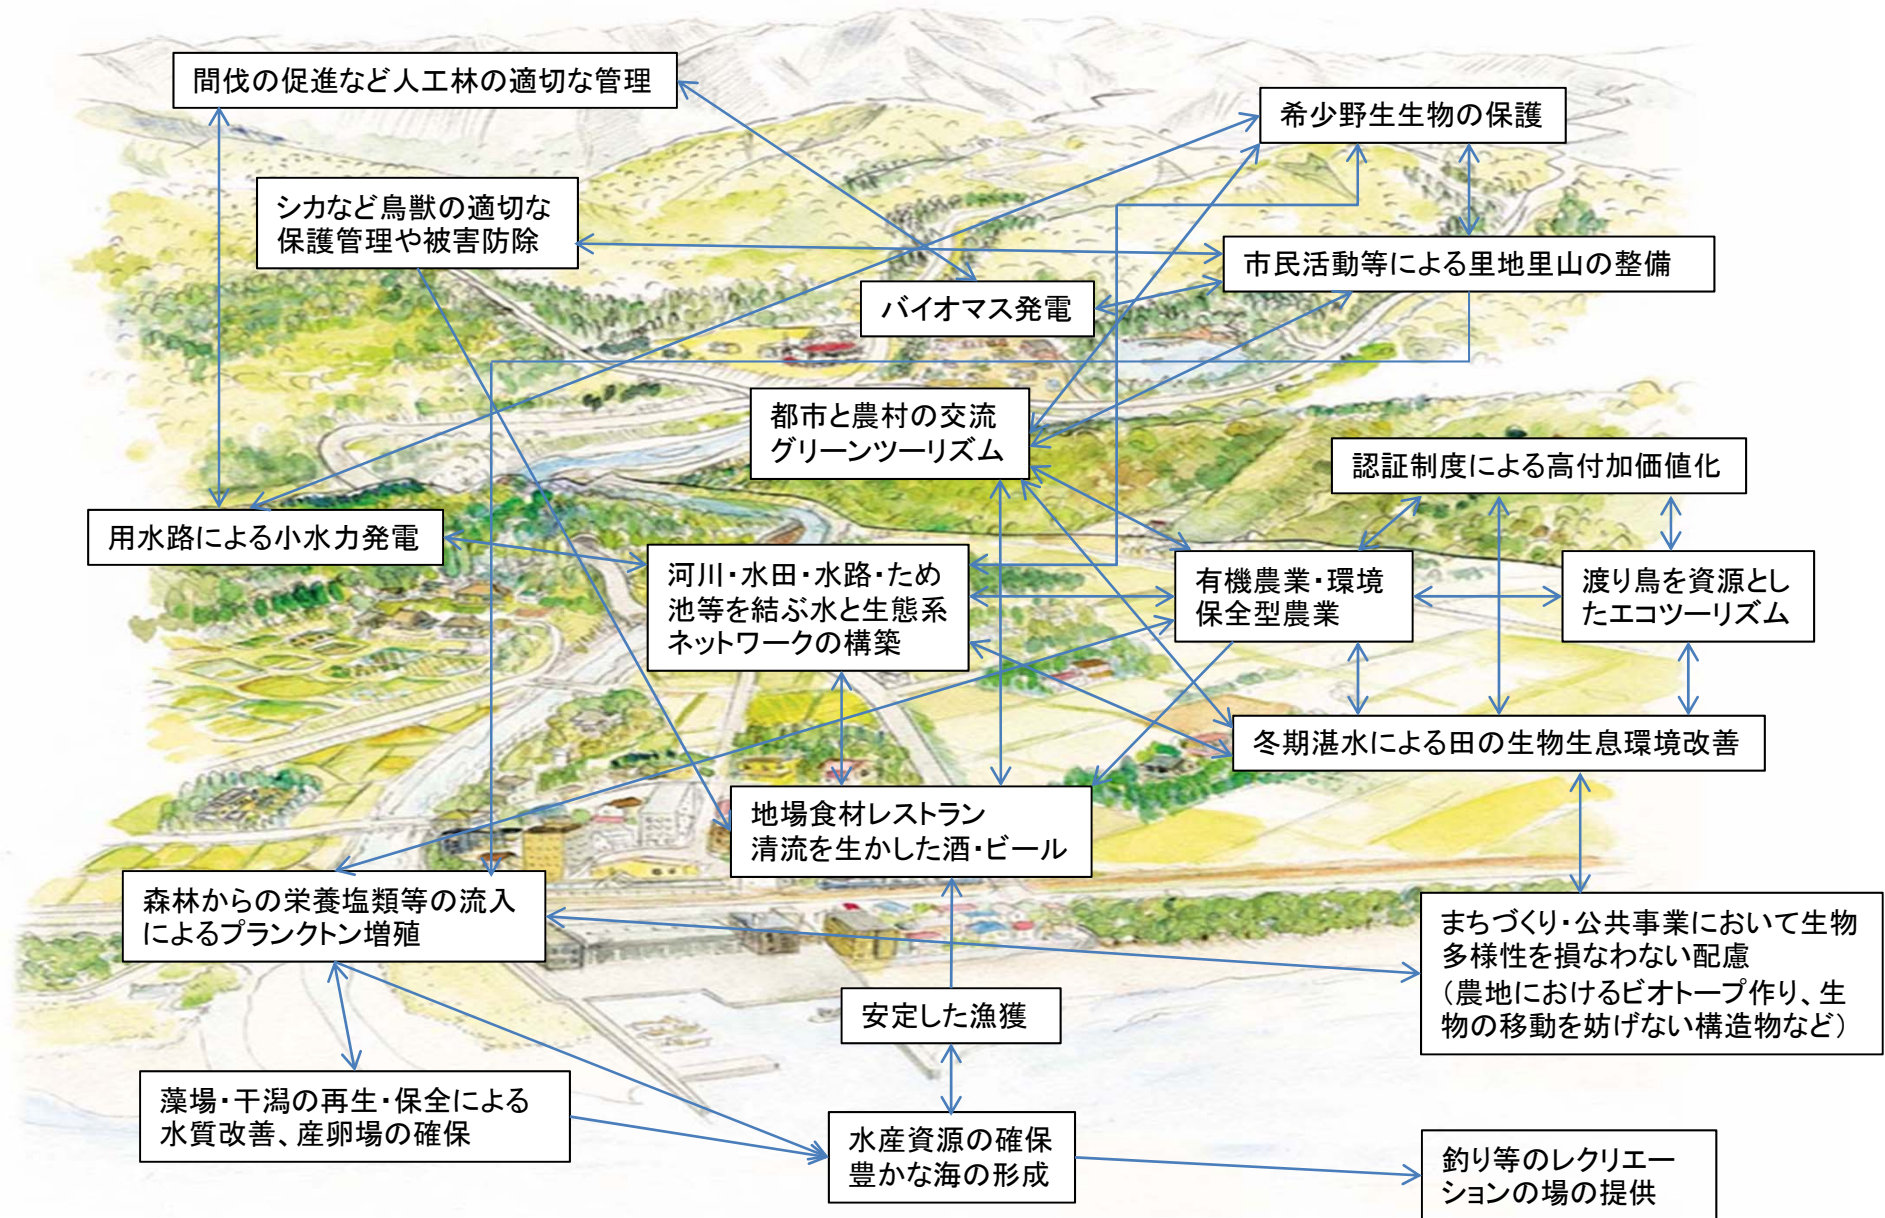 間伐の促進など人工林の適切な管理
希少野生生物の保護
シカなど鳥獣の適切な
保護管理や被害防除
市民活動等による里地里山の整備
バイオマス発電
都市と農村の交流
グリーンツーリズム
認証制度による高付加価値化
用水路による小水力発電
河川・水田・水路・ため
池等を結ぶ水と生態系
ネットワークの構築
有機農業・環境
保全型農業
渡り鳥を資源とし
たエコツーリズム
冬期湛水による田の生物生息環境改善
地場食材レストラン
清流を生かした酒・ビール
森林からの栄養塩類等の流入
によるプランクトン増殖
まちづくり・公共事業において生物
多様性を損なわない配慮
（農地におけるビオトープ作り、生
物の移動を妨げない構造物など）
安定した漁獲
藻場・干潟の再生・保全による
水質改善、産卵場の確保
水産資源の確保
豊かな海の形成
釣り等のレクリエー
ションの場の提供